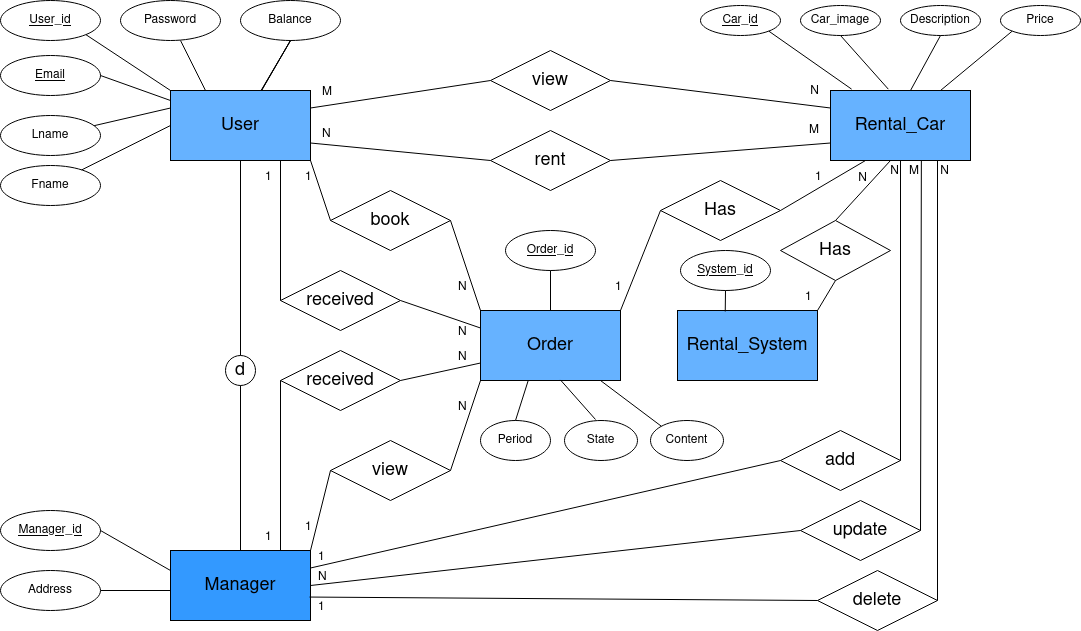 User_id
Password
Balance
Car_id
Car_image
Description
Price
Email
view
M
N
User
Rental_Car
Lname
N
M
rent
Fname
1
1
1
N
N
M
N
book
Has
Order_id
Has
System_id
received
N
1
1
N
Order
Rental_System
N
d
received
N
Period
State
Content
view
add
Manager_id
1
1
update
1
N
Manager
Address
delete
1